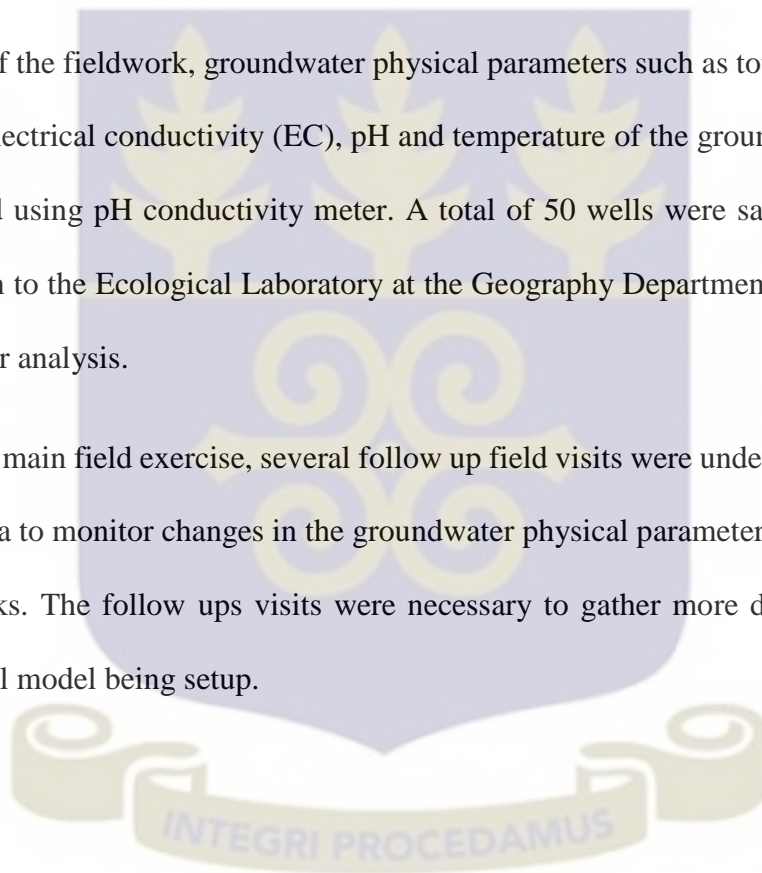 f the fieldwork, groundwater physical parameters such as to
lectrical conductivity (EC), pH and temperature of the groun
l using pH conductivity meter. A total of 50 wells were sa
n to the Ecological Laboratory at the Geography Departmen
r analysis.
main field exercise, several follow up field visits were unde
a to monitor changes in the groundwater physical parameter
ks. The follow ups visits were necessary to gather more d
l model being setup.
INTEGRI PROCEDAMUS